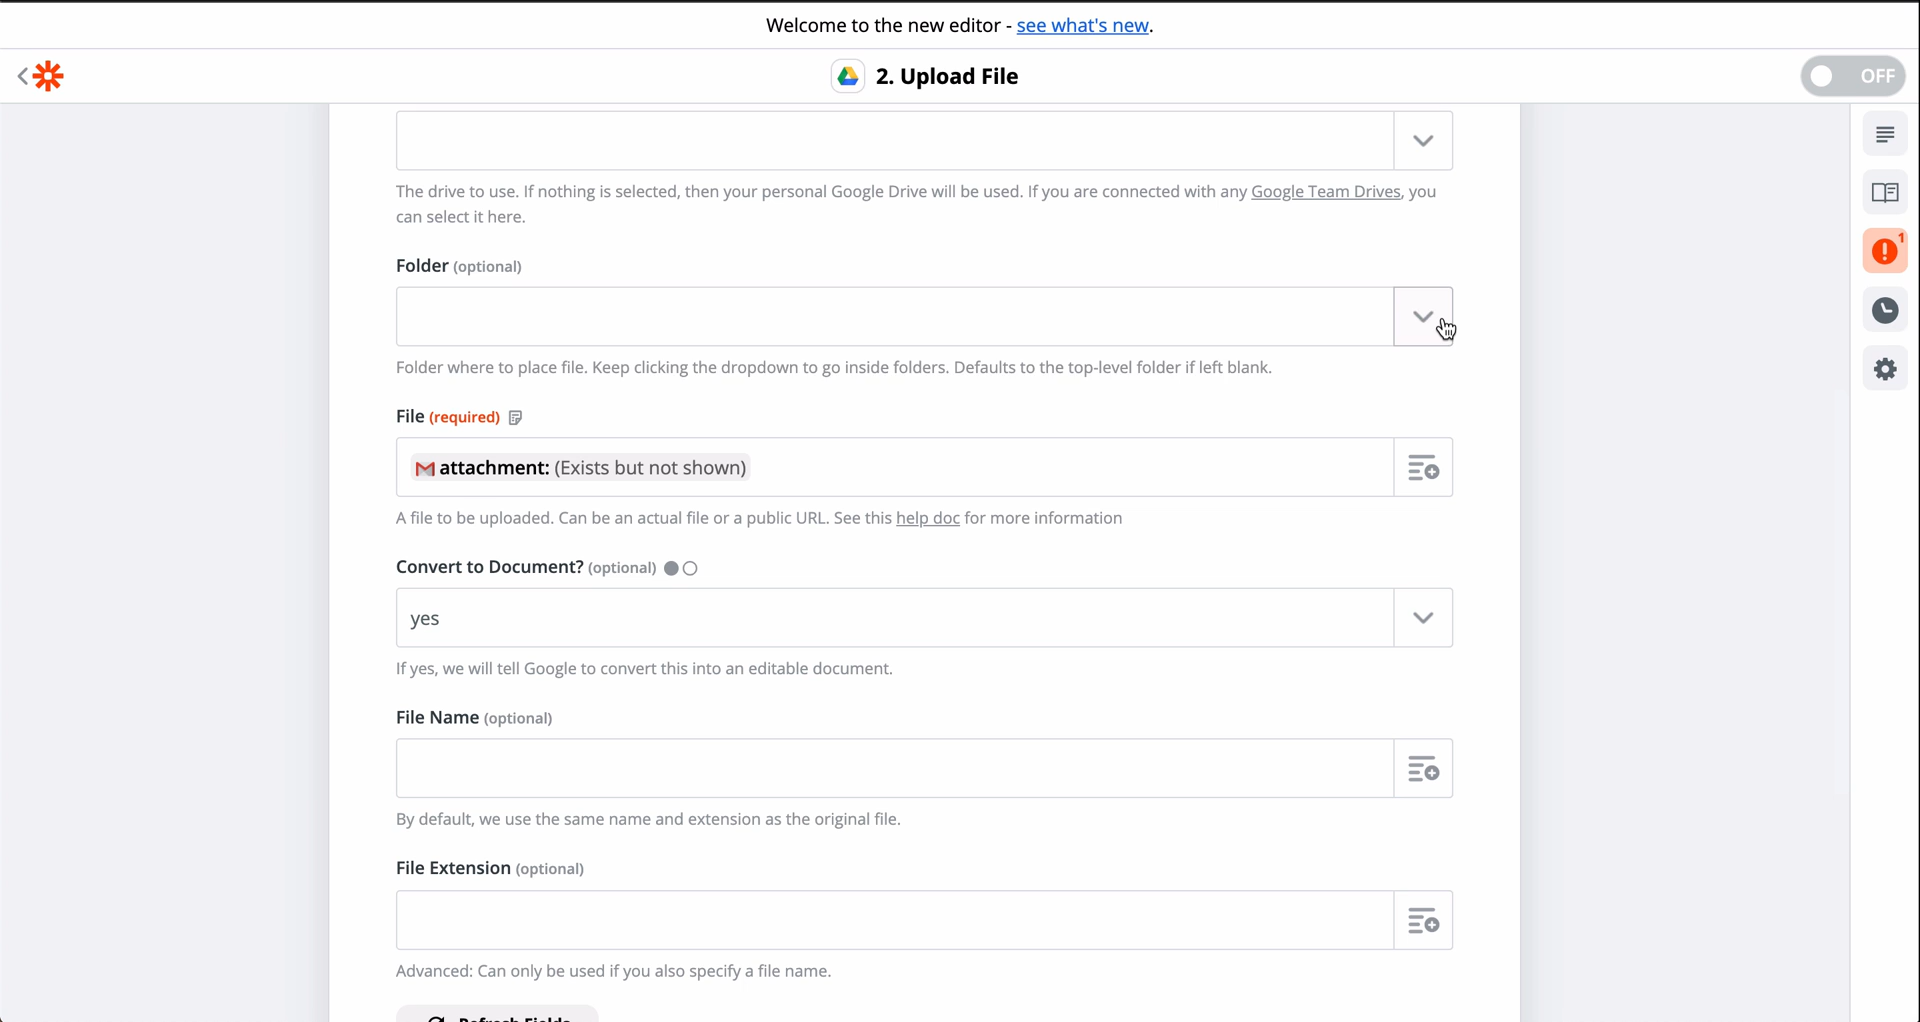 Welcome to the new editor - see what's new.
2. Upload File
OFF
The drive to use. If nothing is selected, then your personal Google Drive will be used. If you are connected with any Google Team Drives, you
can select it here.
Folder (optional)
Folder where to place file. Keep clicking the dropdown to go inside folders. Defaults to the top-level folder if left blank.
1
File (required)
attachment: (Exists but not shown)
A file to be uploaded. Can be an actual file or a public URL. See this help doc for more information
Convert to Document? (optional)
yes
If yes, we will tell Google to convert this into an editable document.
File Name (optional)
By default, we use the same name and extension as the original file.
File Extension (optional)
Advanced: Can only be used if you also specify a file name.
Refresh Fields